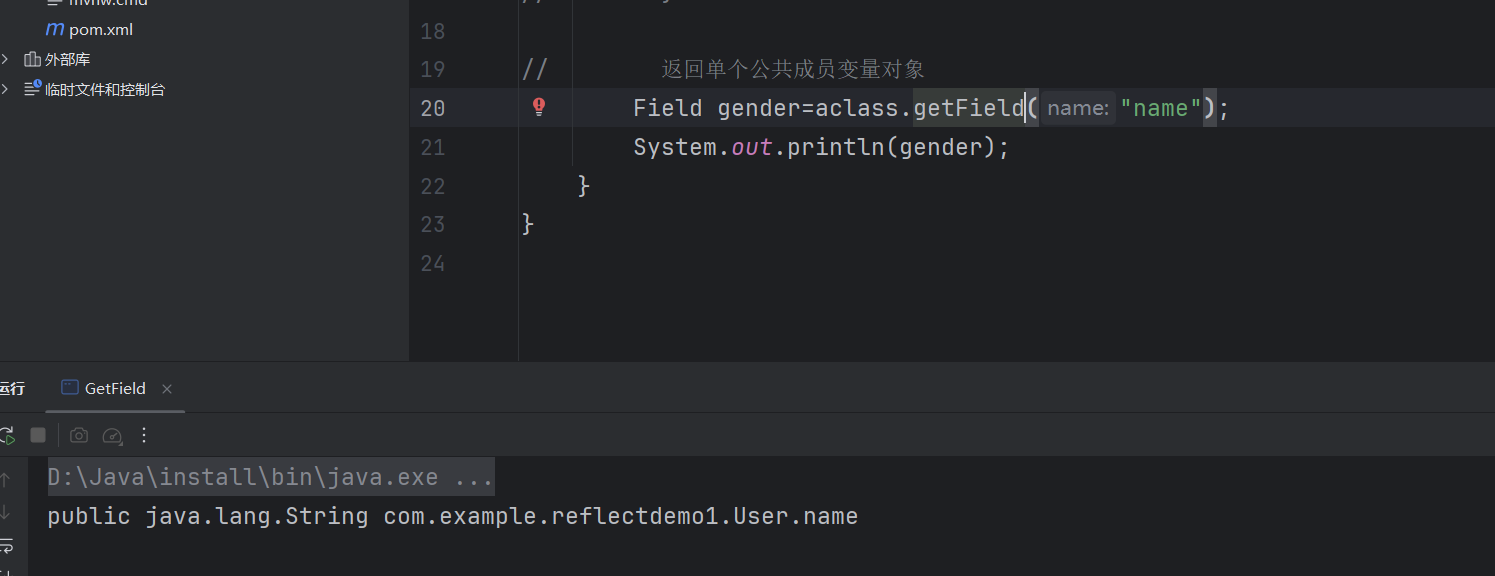 mvnw.cmd
m pom.xml
外部库
临时文件和控制台
18
19 // 返回单个公共成员变量对象
20 Field gender=aclass.getField( name: "name");
21 System.out.println(gender);
22 }
23 }
24
运行 GetField
D:\Java\install\bin\java.exe ...
public java.lang.String com.example.reflectdemo1.User.name